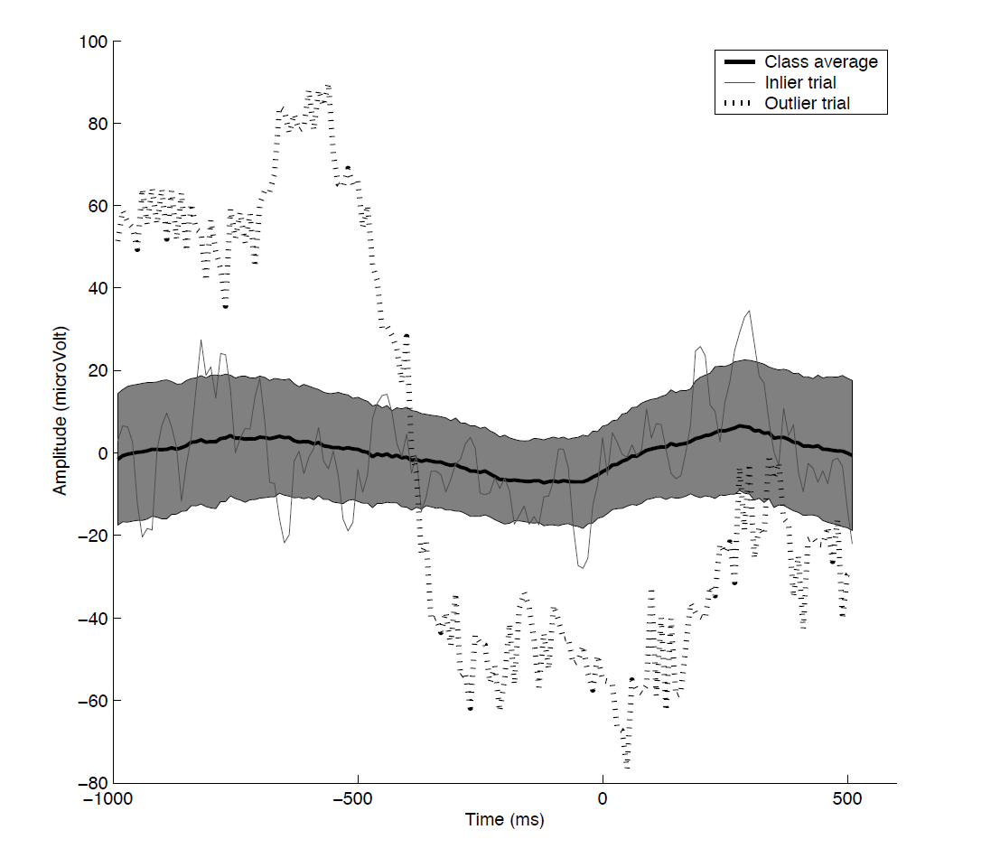 100
80
60
40
20
0
−20
−40
−60
−80
Amplitude (microVolt)
−1000
−500
0
500
Time (ms)
Class average
Inlier trial
Outlier trial